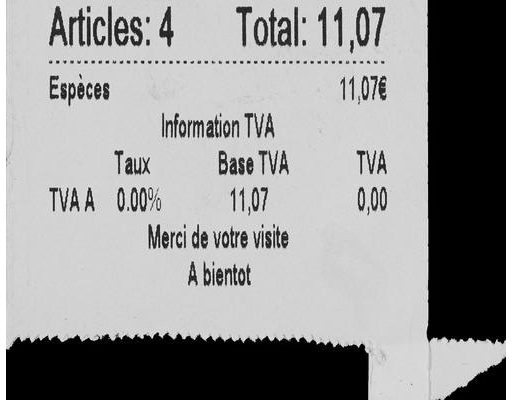 Articles: 4 Total: 11,07
Espèces 11,07€
Information TVA
Taux Base TVA TVA
TVA A 0.00% 11,07 0,00
Merci de votre visite
A bientot